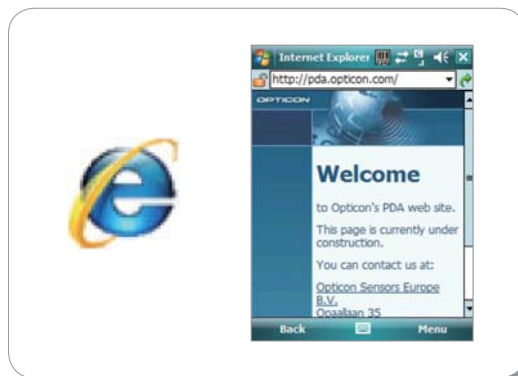 Internet Explorer
http://pda.opticon.com/
OPTICON
Welcome
to Opticon's PDA web site.
This page is currently under
construction.
You can contact us at:
Opticon Sensors Europe
B.V.
Opaallaan 35
Back Menu